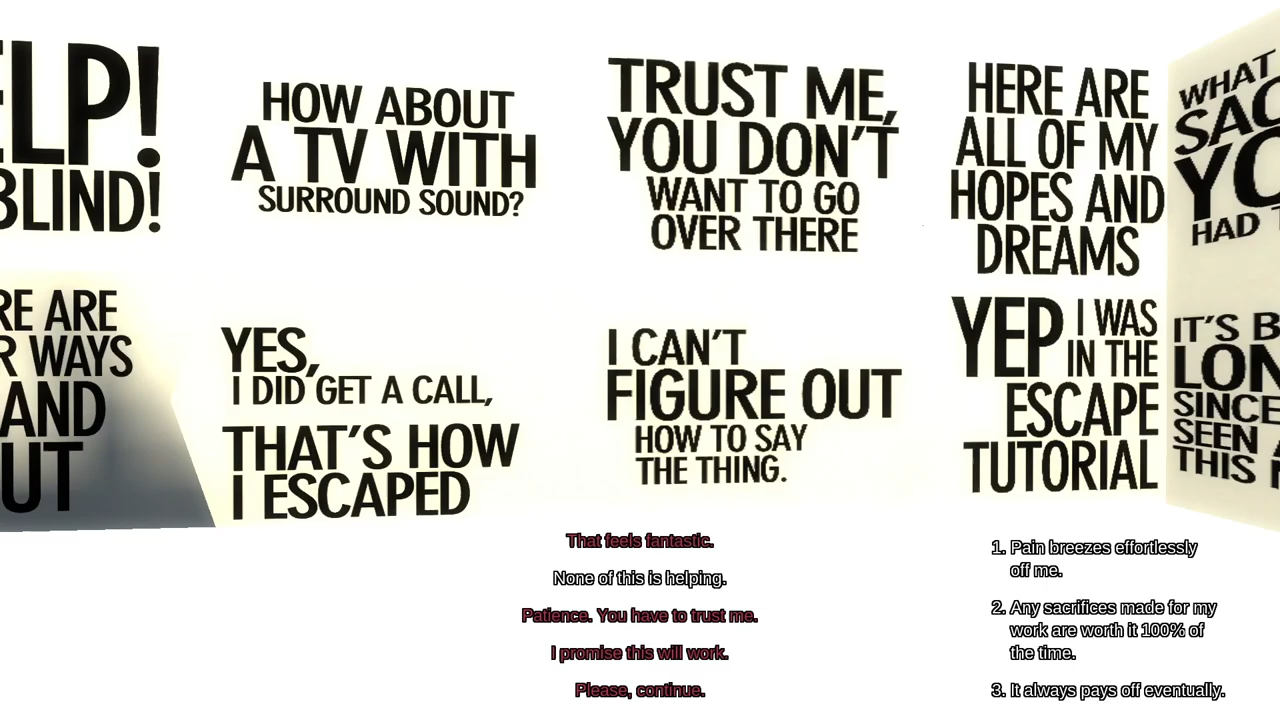 ELP!
BLIND!
HOW ABOUT
A TV WITH
SURROUND SOUND?
TRUST ME,
YOU DON'T
WANT TO GO
OVER THERE
HERE ARE
ALL OF MY
HOPES AND
DREAMS
WHAT
SAC
YO
HAD T
RE ARE
R WAYS
AND
UT
YES,
I DID GET A CALL,
THAT'S HOW
I ESCAPED
I CAN'T
FIGURE OUT
HOW TO SAY
THE THING.
YEP I WAS
IN THE
ESCAPE
TUTORIAL
IT'S B
LON
SINCE
SEEN A
THIS
That feels fantastic.
None of this is helping.
Patience. You have to trust me.
I promise this will work.
Please, continue.
1. Pain breezes effortlessly
off me.
2. Any sacrifices made for my
work are worth it 100% of
the time.
3. It always pays off eventually.